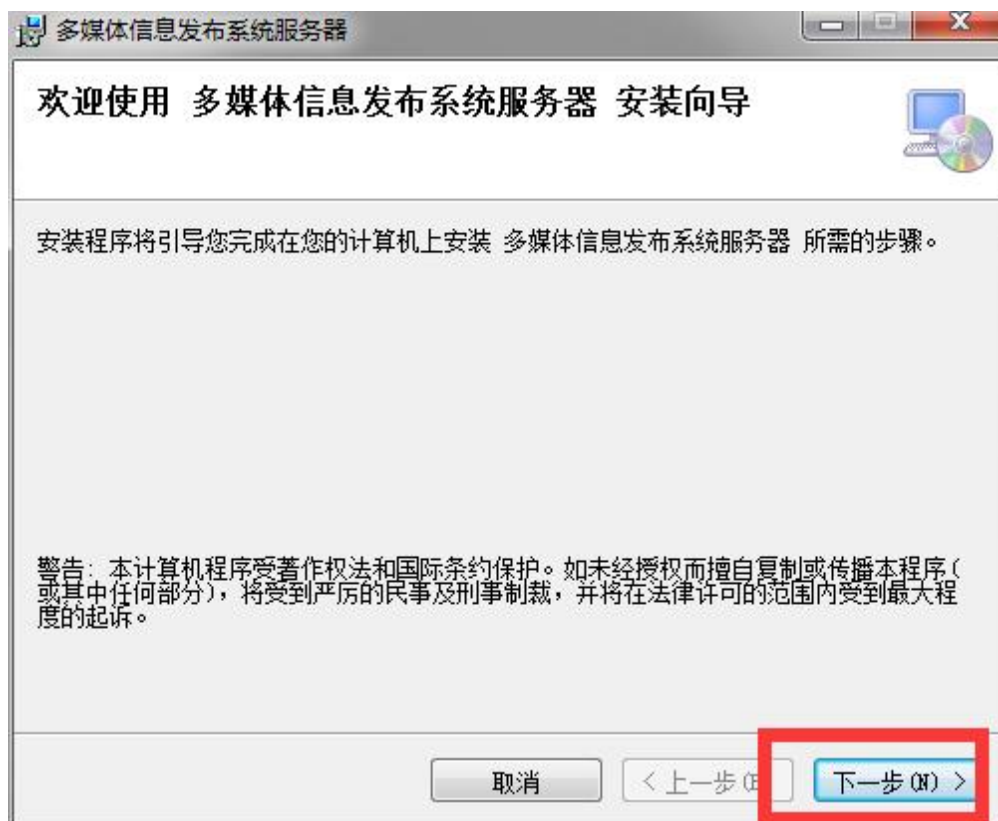 多媒体信息发布系统服务器
欢迎使用 多媒体信息发布系统服务器 安装向导
安装程序将引导您完成在您的计算机上安装 多媒体信息发布系统服务器 所需的步骤。
警告: 本计算机程序受著作权法和国际条约保护。如未经授权而擅自复制或传播本程序(
或其中任何部分)，将受到严厉的民事及刑事制裁，并将在法律许可的范围内受到最大程
度的起诉。
取消 <上一步 下一步(N) >